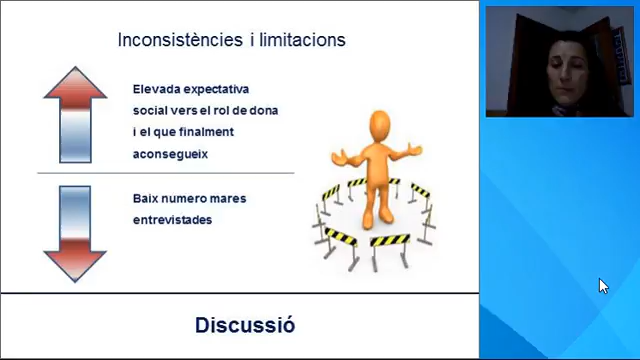 Inconsistències i limitacions
Elevada expectativa
social vers el rol de dona
i el que finalment
aconsegueix
Baix numero mares
entrevistades
Discussió